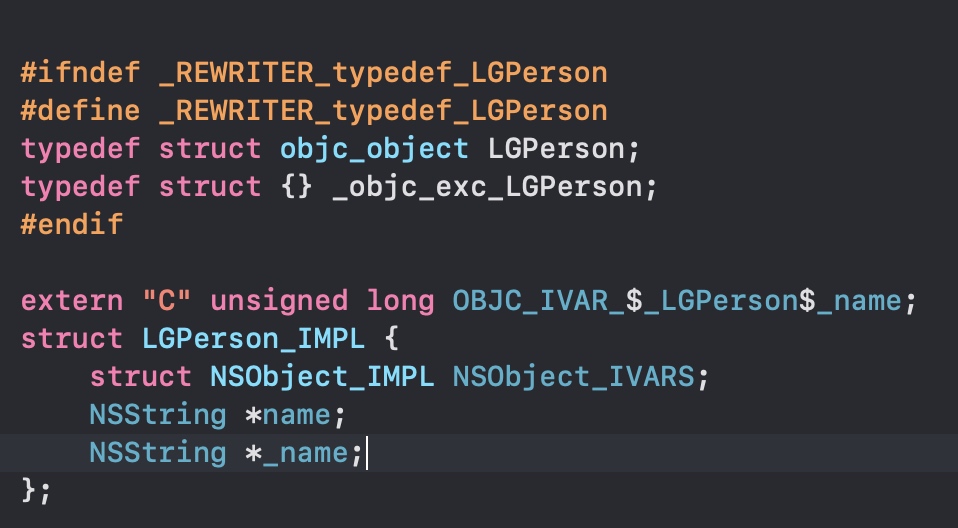 #ifndef _REWRITER_typedef_LGPerson
#define _REWRITER_typedef_LGPerson
typedef struct objc_object LGPerson;
typedef struct {} _objc_exc_LGPerson;
#endif
extern "C" unsigned long OBJC_IVAR_$_LGPerson$_name;
struct LGPerson_IMPL {
    struct NSObject_IMPL NSObject_IVARS;
    NSString *name;
    NSString *_name;
};